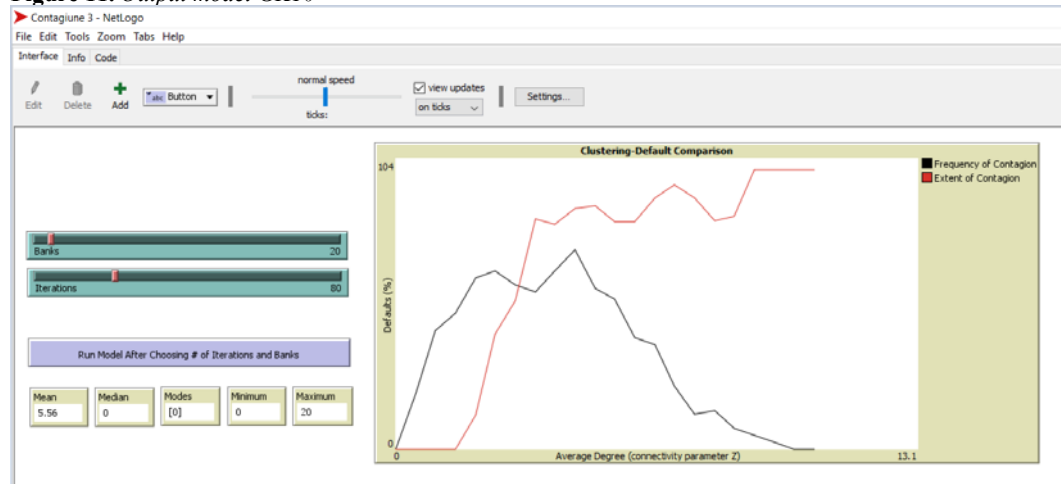 Contagiune 3 - NetLogo
File Edit Tools Zoom Tabs Help
Interface Info Code
Edit Delete Add abc Button normal speed ticks: view updates on ticks Settings...
Banks 20
Iterations 80
Run Model After Choosing # of Iterations and Banks
Mean Median Modes Minimum Maximum
5.56 0 [0] 0 20
Clustering-Default Comparison
104
Defaults (%)
0
0 Average Degree (connectivity parameter Z) 13.1
Frequency of Contagion
Extent of Contagion